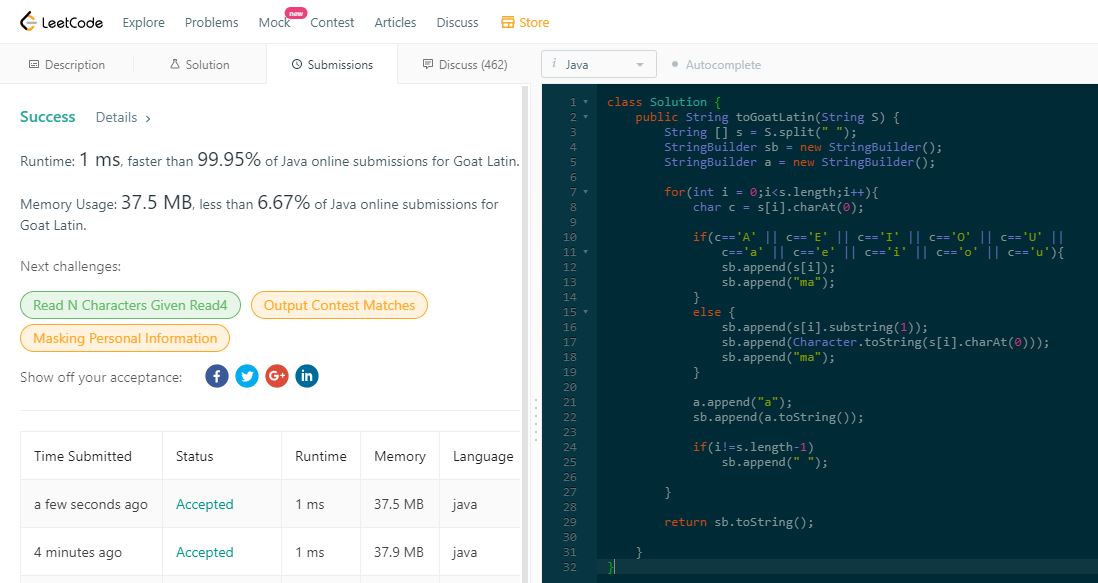 LeetCode Explore Problems Mock new Contest Articles Discuss Store
Description Solution Submissions Discuss (462)
i Java Autocomplete
Success Details >
Runtime: 1 ms, faster than 99.95% of Java online submissions for Goat Latin.
Memory Usage: 37.5 MB, less than 6.67% of Java online submissions for
Goat Latin.
Next challenges:
Read N Characters Given Read4 Output Contest Matches
Masking Personal Information
Show off your acceptance: f G+ in
Time Submitted Status Runtime Memory Language
a few seconds ago Accepted 1 ms 37.5 MB java
4 minutes ago Accepted 1 ms 37.9 MB java
1 class Solution {
2     public String toGoatLatin(String S) {
3         String [] s = S.split(" ");
4         StringBuilder sb = new StringBuilder();
5         StringBuilder a = new StringBuilder();
6
7         for(int i = 0;i<s.length;i++){
8             char c = s[i].charAt(0);
9
10             if(c=='A' || c=='E' || c=='I' || c=='O' || c=='U' ||
11                 c=='a' || c=='e' || c=='i' || c=='o' || c=='u'){
12                 sb.append(s[i]);
13                 sb.append("ma");
14             }
15             else {
16                 sb.append(s[i].substring(1));
17                 sb.append(Character.toString(s[i].charAt(0)));
18                 sb.append("ma");
19             }
20
21             a.append("a");
22             sb.append(a.toString());
23
24             if(i!=s.length-1)
25                 sb.append(" ");
26
27         }
28
29         return sb.toString();
30
31     }
32 }